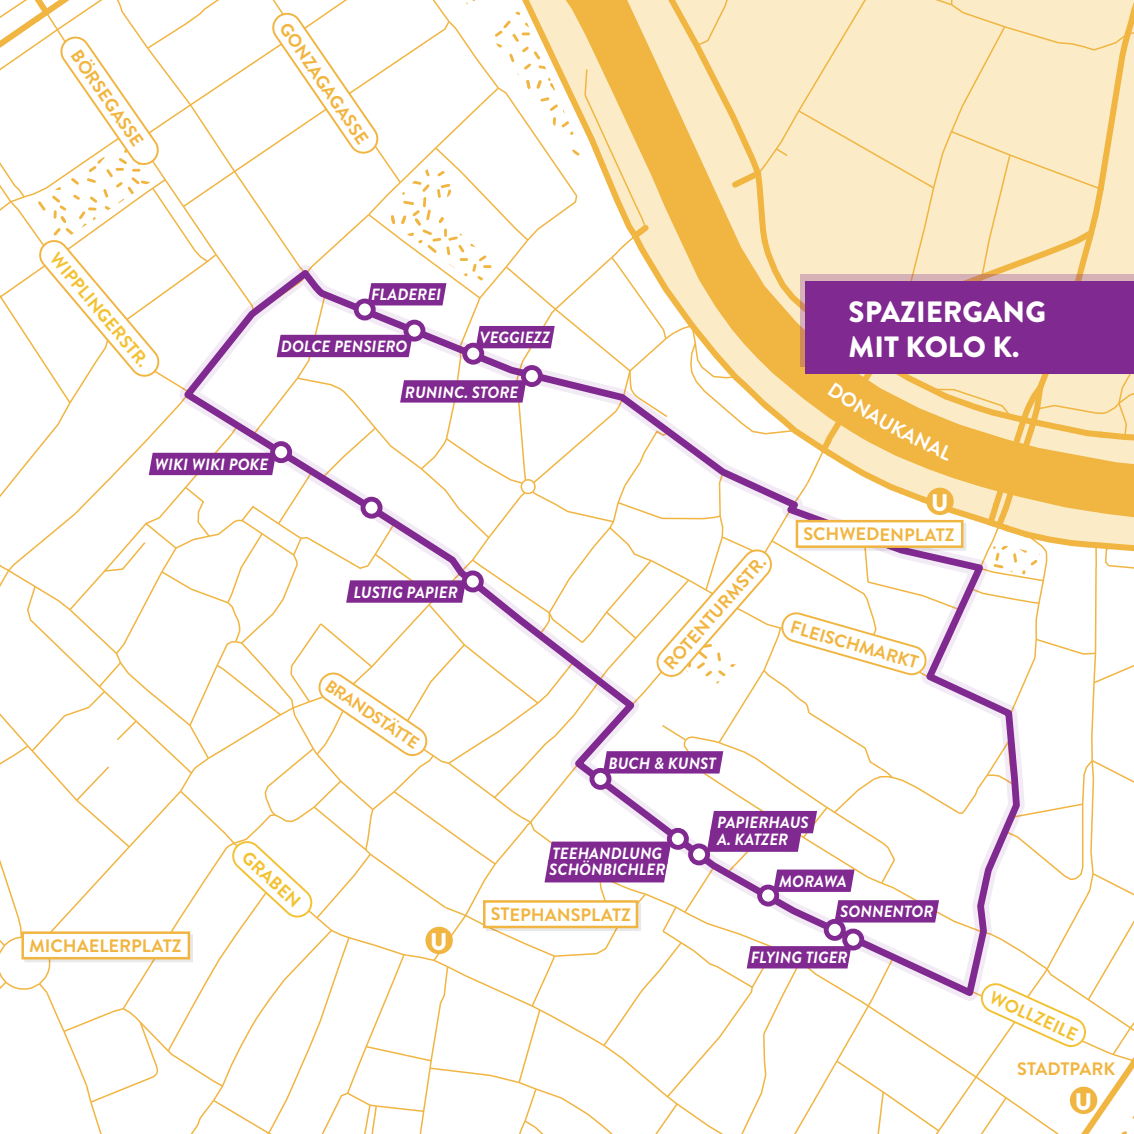 BÖRSEGASSE
GONZAGAGASSE
WIPPLINGERSTR.
FLADEREI
SPAZIERGANG
MIT KOLO K.
DOLCE PENSIERO
VEGGIEZZ
RUNINC. STORE
DONAUKANAL
WIKI WIKI POKE
U
SCHWEDENPLATZ
LUSTIG PAPIER
ROTENTURMSTR.
FLEISCHMARKT
BRANDSTÄTTE
BUCH & KUNST
PAPIERHAUS
A. KATZER
TEEHANDLUNG
SCHÖNBICHLER
MORAWA
GRABEN
STEPHANSPLATZ
SONNENTOR
MICHAELERPLATZ
U
FLYING TIGER
WOLLZEILE
STADTPARK
U